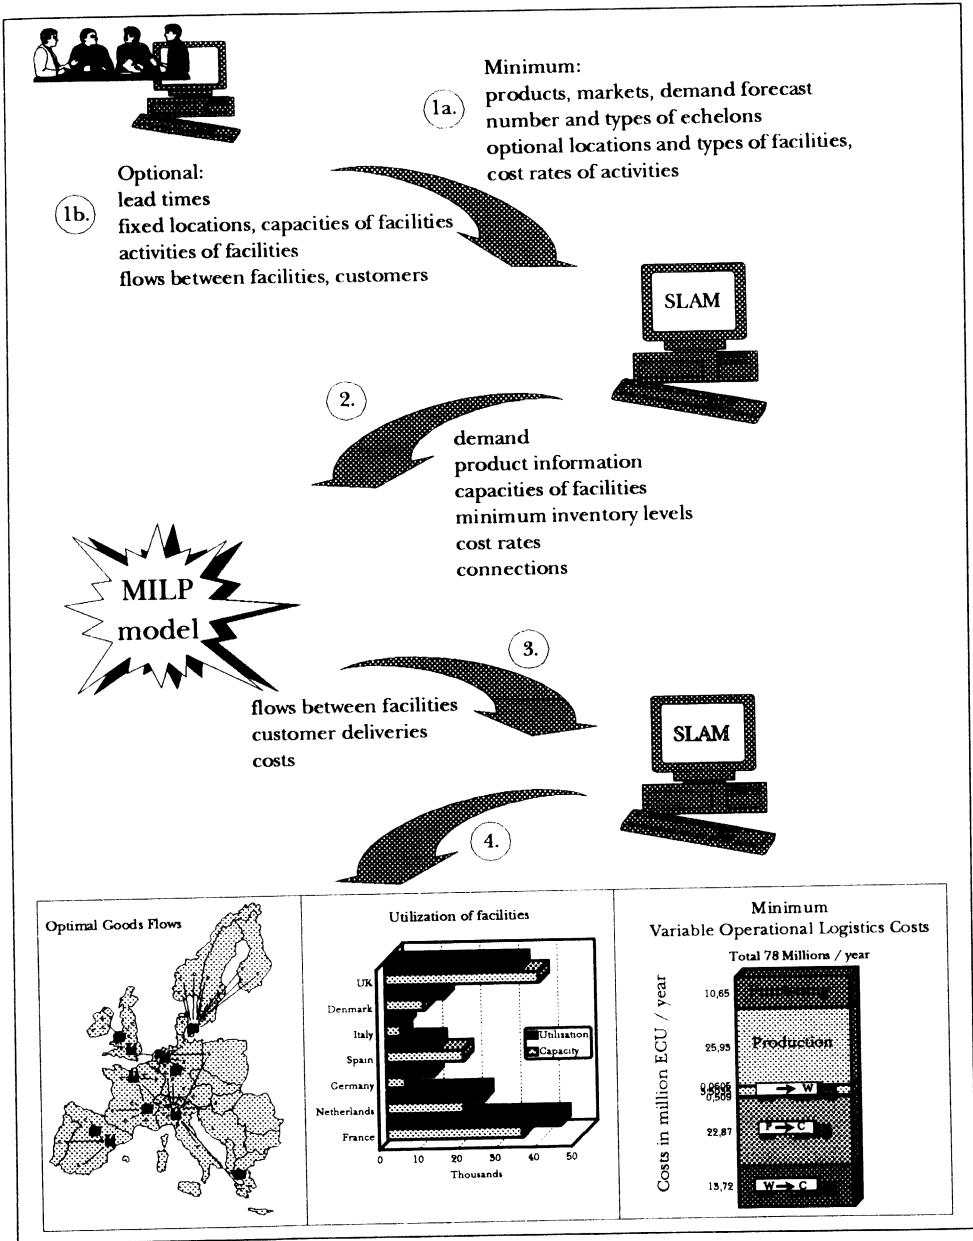 Minimum:
1a.
products, markets, demand forecast
number and types of echelons
optional locations and types of facilities,
cost rates of activities
Optional:
1b.
lead times
fixed locations, capacities of facilities
activities of facilities
flows between facilities, customers
SLAM
2.
demand
product information
capacities of facilities
minimum inventory levels
cost rates
connections
MILP
model
3.
flows between facilities
customer deliveries
costs
SLAM
4.
Optimal Goods Flows
Utilization of facilities
UK
Denmark
Italy
Spain
Germany
Netherlands
France
Utilization
Capacity
0 10 20 30 40 50
Thousands
Minimum
Variable Operational Logistics Costs
Total 78 Millions / year
Costs in million ECU / year
10,65
25,93
Production
0,0605
0,509
W
22,87
P C
13,72
W C